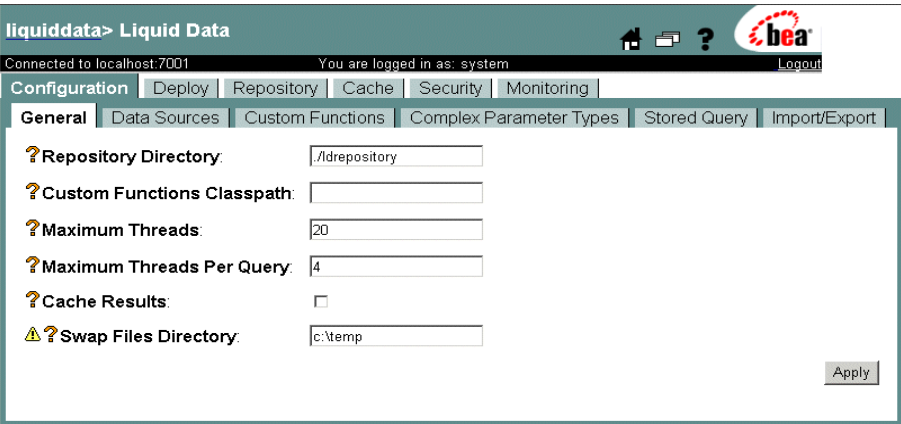 liquiddata> Liquid Data
? bea
Connected to localhost:7001 You are logged in as: system Logout
Configuration Deploy Repository Cache Security Monitoring
General Data Sources Custom Functions Complex Parameter Types Stored Query Import/Export
?Repository Directory: ./ldrepository
?Custom Functions Classpath:
?Maximum Threads: 20
?Maximum Threads Per Query: 4
?Cache Results:
?Swap Files Directory: c:\temp
Apply